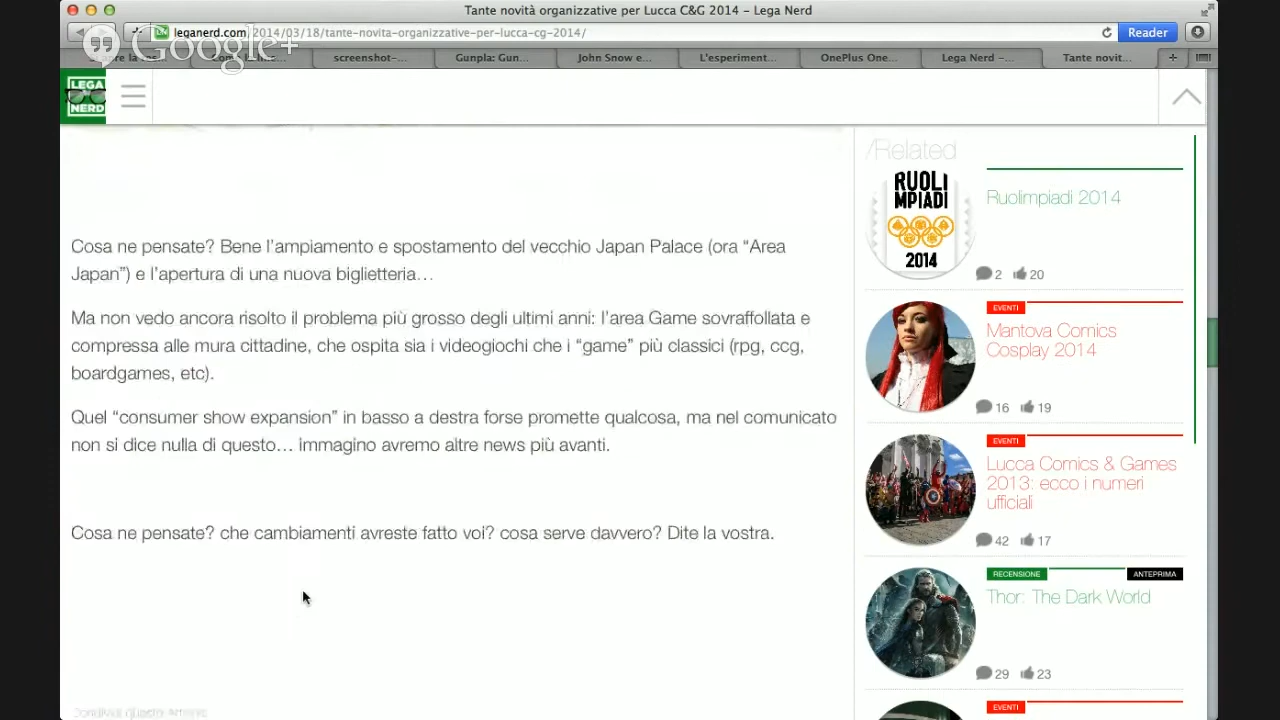 Tante novità organizzative per Lucca C&G 2014 – Lega Nerd
Google+
leganerd.com/2014/03/18/tante-novita-organizzative-per-lucca-cg-2014/
Reader
screenshot-...
Gunpla: Gun...
John Snow e...
L'esperiment...
OnePlus One...
Lega Nerd –...
Tante novit...
LEGA
NERD
/Related
RUOLI
MPIADI
2014
Ruolimpiadi 2014
2 20
Cosa ne pensate? Bene l’ampiamento e spostamento del vecchio Japan Palace (ora “Area
Japan”) e l’apertura di una nuova biglietteria…
Ma non vedo ancora risolto il problema più grosso degli ultimi anni: l’area Game sovraffollata e
compressa alle mura cittadine, che ospita sia i videogiochi che i “game” più classici (rpg, ccg,
boardgames, etc).
Quel “consumer show expansion” in basso a destra forse promette qualcosa, ma nel comunicato
non si dice nulla di questo… immagino avremo altre news più avanti.
Cosa ne pensate? che cambiamenti avreste fatto voi? cosa serve davvero? Dite la vostra.
EVENTI
Mantova Comics
Cosplay 2014
16 19
EVENTI
Lucca Comics & Games
2013: ecco i numeri
ufficiali
42 17
RECENSIONE ANTEPRIMA
Thor: The Dark World
29 23
EVENTI